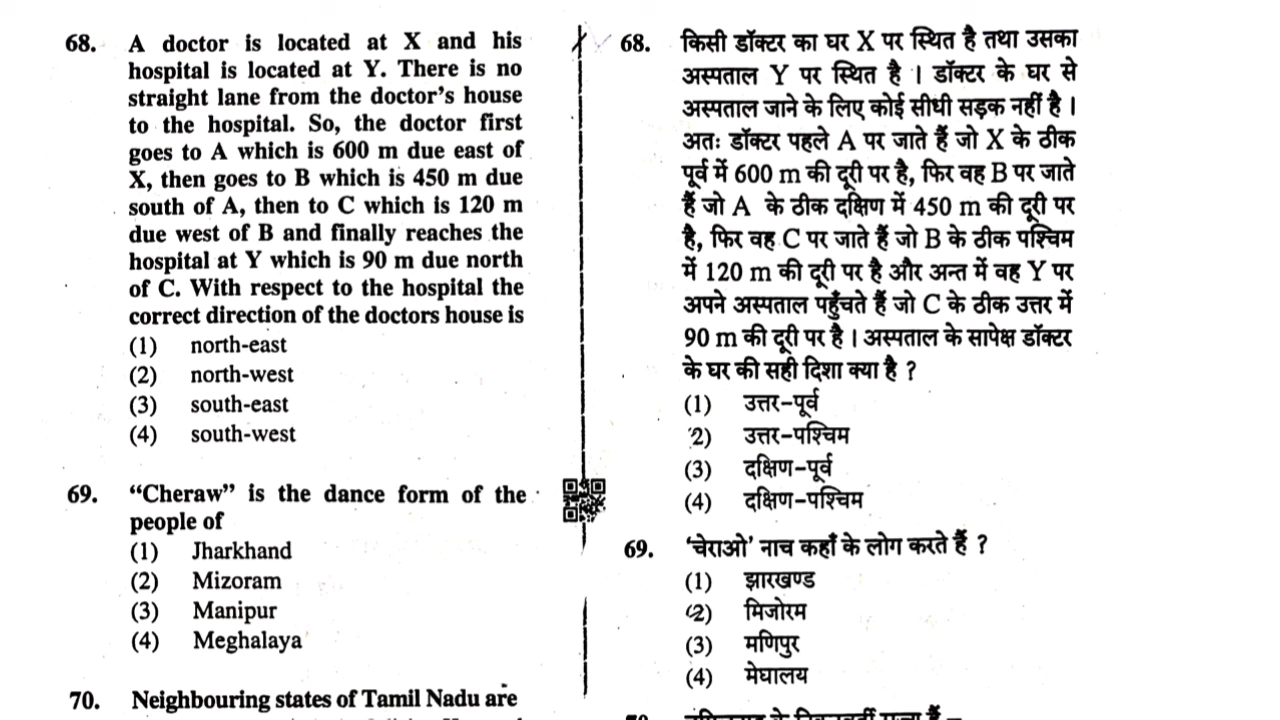 68. A doctor is located at X and his
hospital is located at Y. There is no
straight lane from the doctor's house
to the hospital. So, the doctor first
goes to A which is 600 m due east of
X, then goes to B which is 450 m due
south of A, then to C which is 120 m
due west of B and finally reaches the
hospital at Y which is 90 m due north
of C. With respect to the hospital the
correct direction of the doctors house is
(1) north-east
(2) north-west
(3) south-east
(4) south-west
69. “Cheraw” is the dance form of the
people of
(1) Jharkhand
(2) Mizoram
(3) Manipur
(4) Meghalaya
70. Neighbouring states of Tamil Nadu are
68. किसी डॉक्टर का घर X पर स्थित है तथा उसका
अस्पताल Y पर स्थित है । डॉक्टर के घर से
अस्पताल जाने के लिए कोई सीधी सड़क नहीं है ।
अतः डॉक्टर पहले A पर जाते हैं जो X के ठीक
पूर्व में 600 m की दूरी पर है, फिर वह B पर जाते
हैं जो A के ठीक दक्षिण में 450 m की दूरी पर
है, फिर वह C पर जाते हैं जो B के ठीक पश्चिम
में 120 m की दूरी पर है और अन्त में वह Y पर
अपने अस्पताल पहुँचते हैं जो C के ठीक उत्तर में
90 m की दूरी पर है । अस्पताल के सापेक्ष डॉक्टर
के घर की सही दिशा क्या है ?
(1) उत्तर-पूर्व
2) उत्तर-पश्चिम
(3) दक्षिण-पूर्व
(4) दक्षिण-पश्चिम
69. ‘चेराओ’ नाच कहाँ के लोग करते हैं ?
(1) झारखण्ड
(2) मिजोरम
(3) मणिपुर
(4) मेघालय